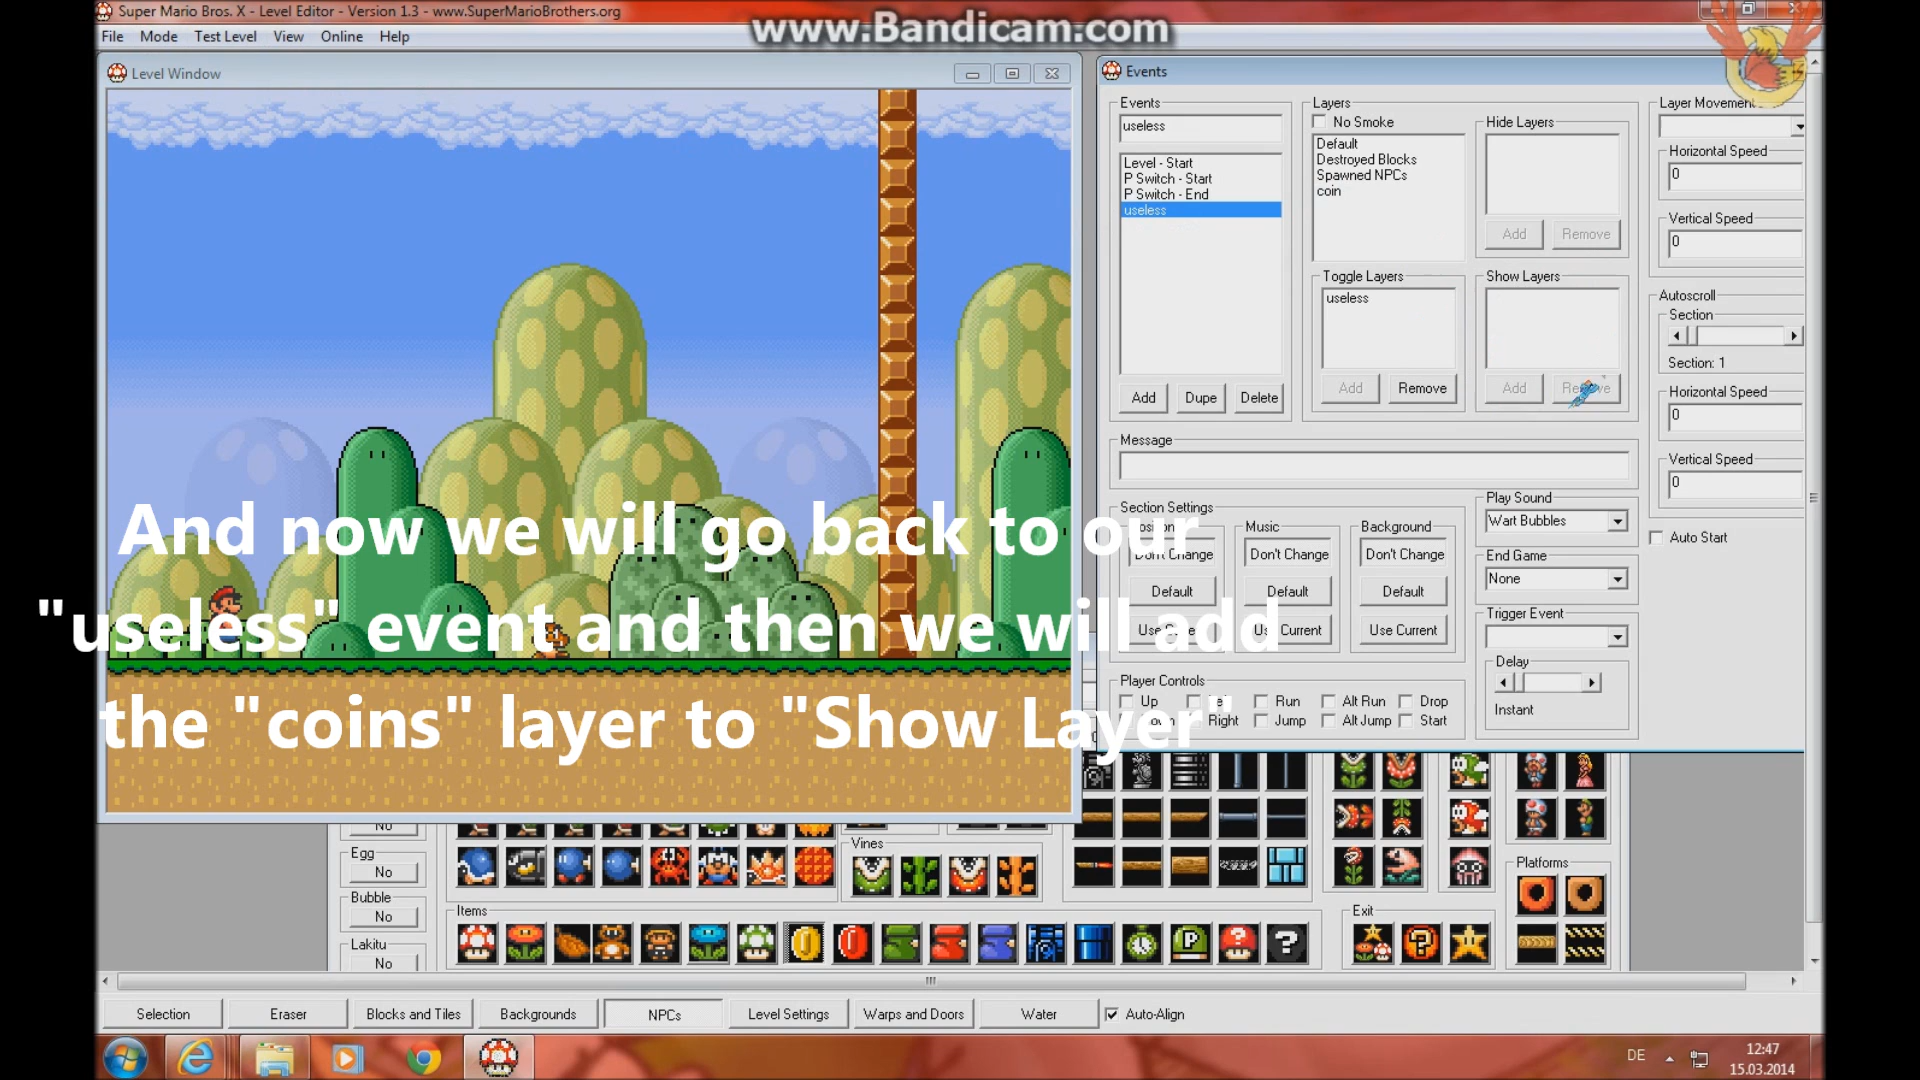 Super Mario Bros. X - Level Editor - Version 1.3 - www.SuperMarioBrothers.org
www.Bandicam.com
File Mode Test Level View Online Help
Level Window
Events
Events
useless
Level - Start
P Switch - Start
P Switch - End
useless
Add Dupe Delete
Layers
No Smoke
Default
Destroyed Blocks
Spawned NPCs
coin
Hide Layers
Add Remove
Toggle Layers
useless
Add Remove
Show Layers
Add
Layer Movement
Horizontal Speed
0
Vertical Speed
0
Autoscroll
Section
Section: 1
Horizontal Speed
0
Vertical Speed
0
Auto Start
Message
Section Settings
Music
Background
Don't Change Don't Change Don't Change
Default Default Default
Use Current Use Current
Play Sound
Wart Bubbles
End Game
None
Trigger Event
Delay
Instant
Player Controls
Up Run Alt Run Drop
Right Jump Alt Jump Start
And now we will go back to our
"useless" event and then we will add
the "coins" layer to "Show Layer"
No
Egg
No
Bubble
No
Lakitu
No
Vines
Items
Exit
Platforms
Selection Eraser Blocks and Tiles Backgrounds NPCs Level Settings Warps and Doors Water Auto-Align
DE
12:47
15.03.2014